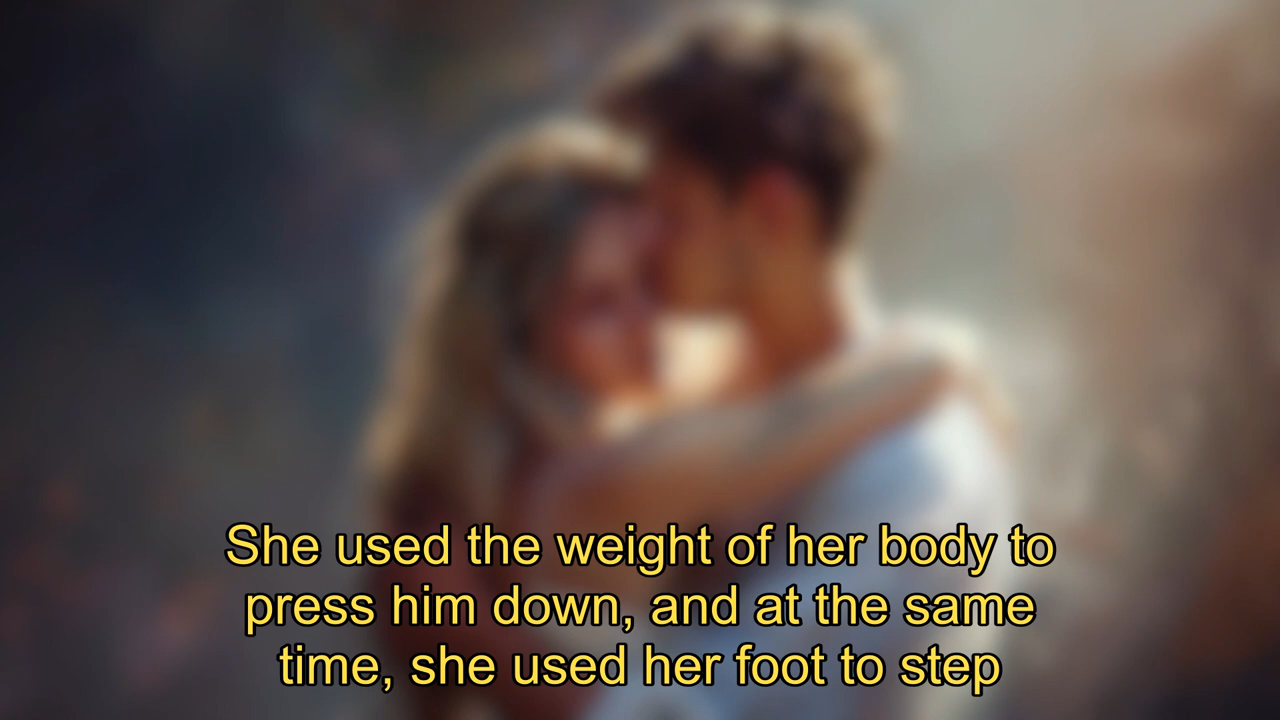 She used the weight of her body to
press him down, and at the same
time, she used her foot to step